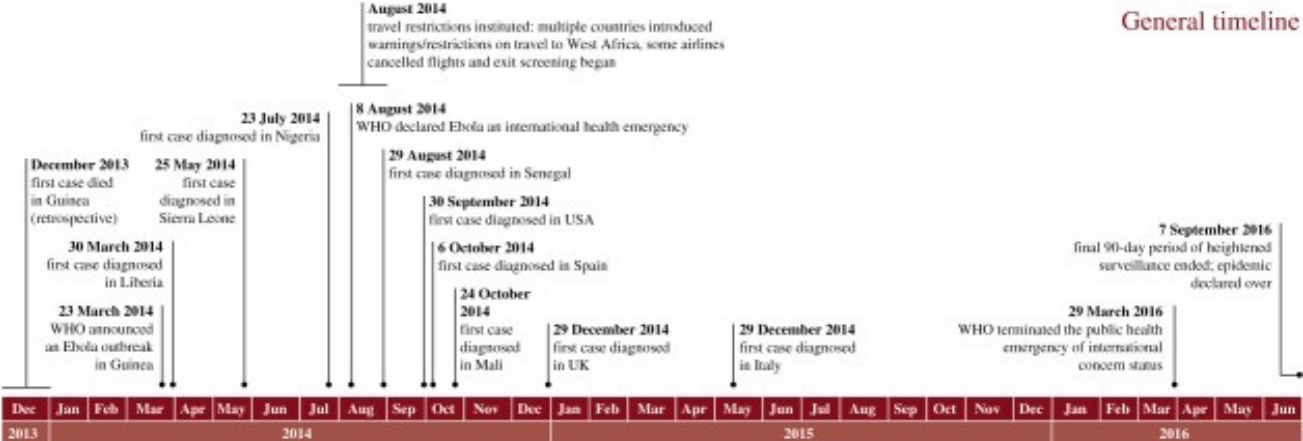 General timeline
August 2014
travel restrictions instituted: multiple countries introduced
warnings/restrictions on travel to West Africa, some airlines
cancelled flights and exit screening began
23 July 2014
first case diagnosed in Nigeria
8 August 2014
WHO declared Ebola an international health emergency
December 2013
first case died
in Guinea
(retrospective)
25 May 2014
first case
diagnosed in
Sierra Leone
29 August 2014
first case diagnosed in Senegal
30 September 2014
first case diagnosed in USA
30 March 2014
first case diagnosed
in Liberia
6 October 2014
first case diagnosed in Spain
7 September 2016
final 90-day period of heightened
surveillance ended; epidemic
declared over
23 March 2014
WHO announced
an Ebola outbreak
in Guinea
24 October
2014
first case
diagnosed
in Mali
29 December 2014
first case diagnosed
in UK
29 December 2014
first case diagnosed
in Italy
29 March 2016
WHO terminated the public health
emergency of international
concern status
Dec Jan Feb Mar Apr May Jun Jul Aug Sep Oct Nov Dec Jan Feb Mar Apr May Jun Jul Aug Sep Oct Nov Dec Jan Feb Mar Apr May Jun
2013 2014 2015 2016